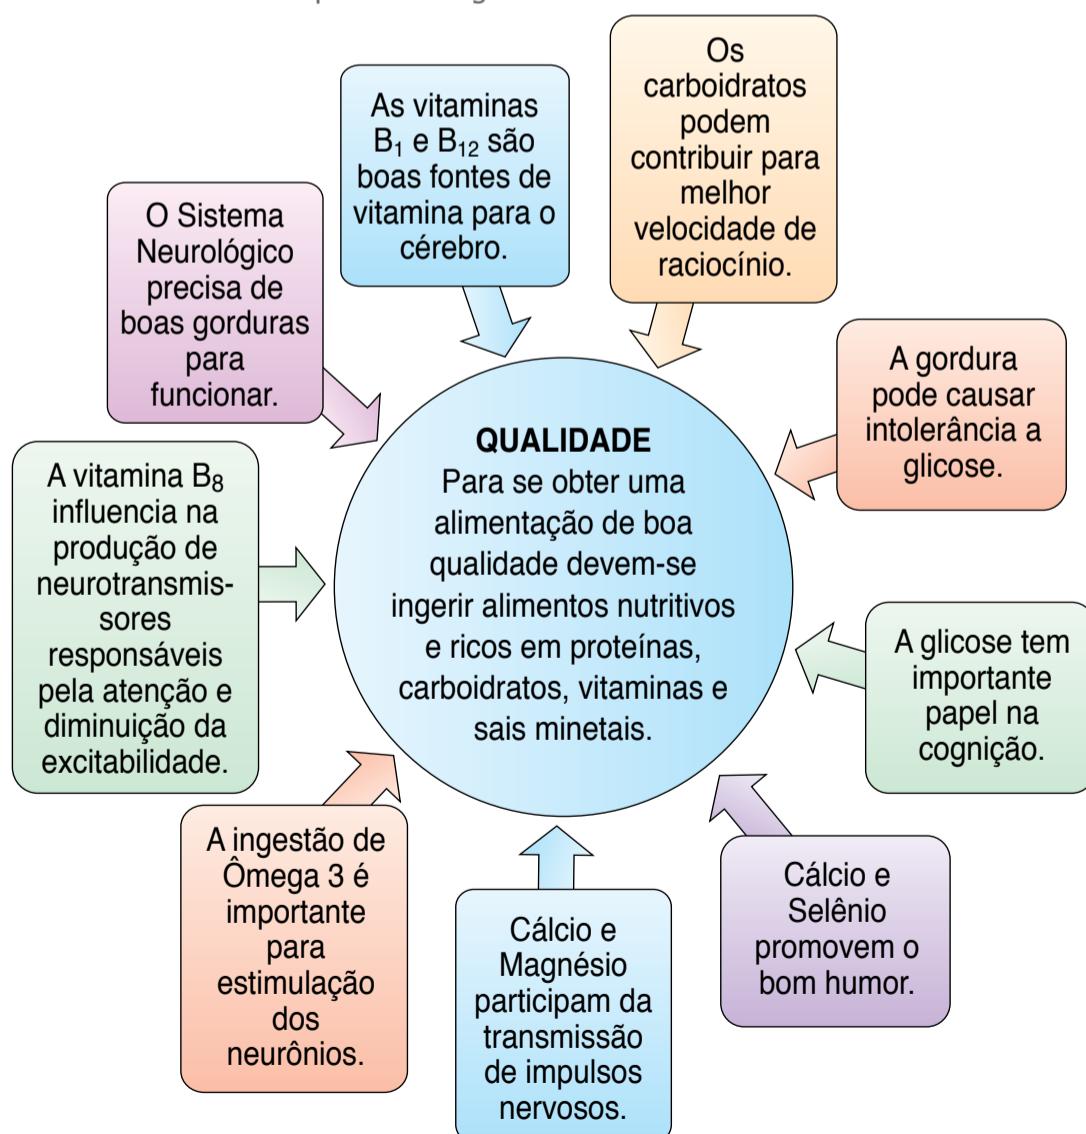 As vitaminas
B₁ e B₁₂ são
boas fontes de
vitamina para o
cérebro.
Os
carboidratos
podem
contribuir para
melhor
velocidade de
raciocínio.
O Sistema
Neurológico
precisa de
boas gorduras
para
funcionar.
A gordura
pode causar
intolerância a
glicose.
QUALIDADE
Para se obter uma
alimentação de boa
qualidade devem-se
ingerir alimentos nutritivos
e ricos em proteínas,
carboidratos, vitaminas e
sais minetais.
A vitamina B₈
influencia na
produção de
neurotransmis-
sores
responsáveis
pela atenção e
diminuição da
excitabilidade.
A glicose tem
importante
papel na
cognição.
A ingestão de
Ômega 3 é
importante
para
estimulação
dos
neurônios.
Cálcio e
Magnésio
participam da
transmissão
de impulsos
nervosos.
Cálcio e
Selênio
promovem o
bom humor.